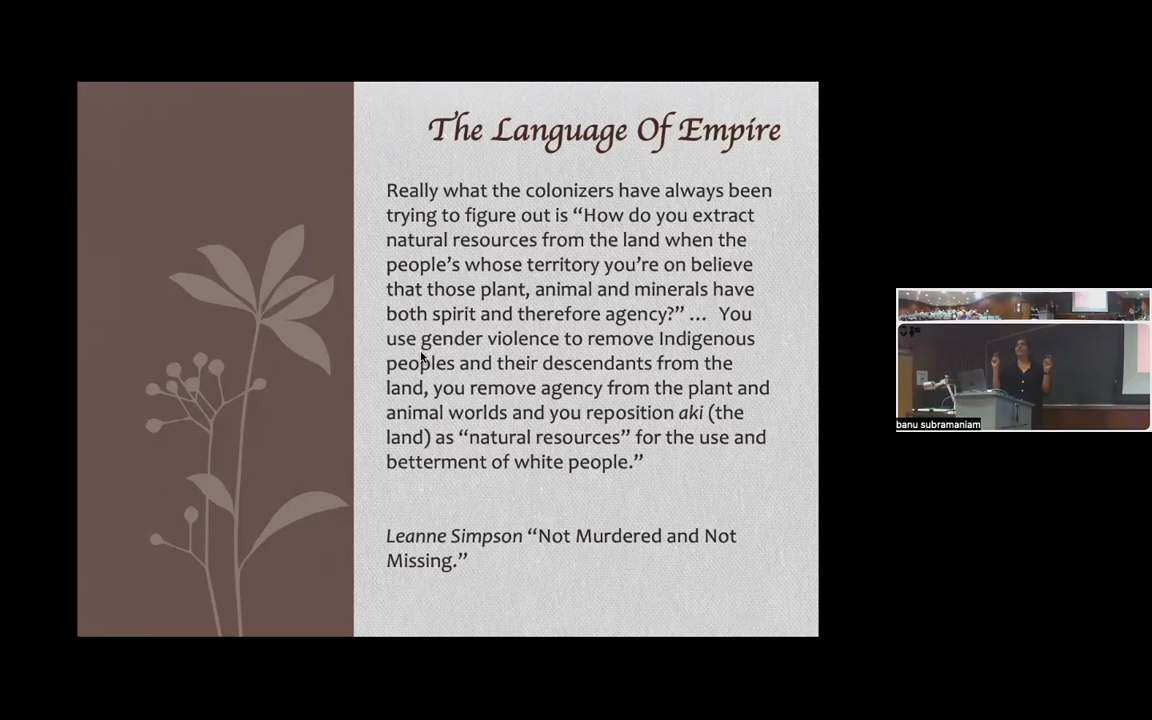 The Language Of Empire
Really what the colonizers have always been
trying to figure out is “How do you extract
natural resources from the land when the
people’s whose territory you’re on believe
that those plant, animal and minerals have
both spirit and therefore agency?” ... You
use gender violence to remove Indigenous
peoples and their descendants from the
land, you remove agency from the plant and
animal worlds and you reposition aki (the
land) as “natural resources” for the use and
betterment of white people.”
Leanne Simpson “Not Murdered and Not
Missing.”
banu subramaniam